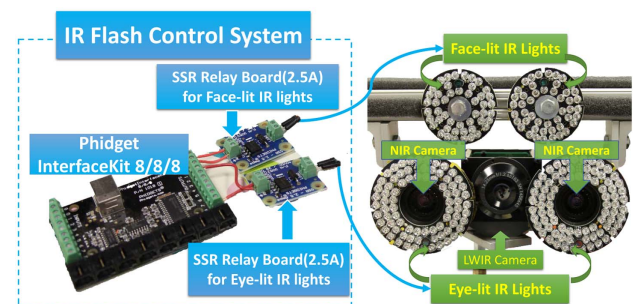 IR Flash Control System
SSR Relay Board(2.5A)
for Face-lit IR lights
Phidget
InterfaceKit 8/8/8
SSR Relay Board(2.5A)
for Eye-lit IR lights
Face-lit IR Lights
NIR Camera
NIR Camera
LWIR Camera
Eye-lit IR Lights